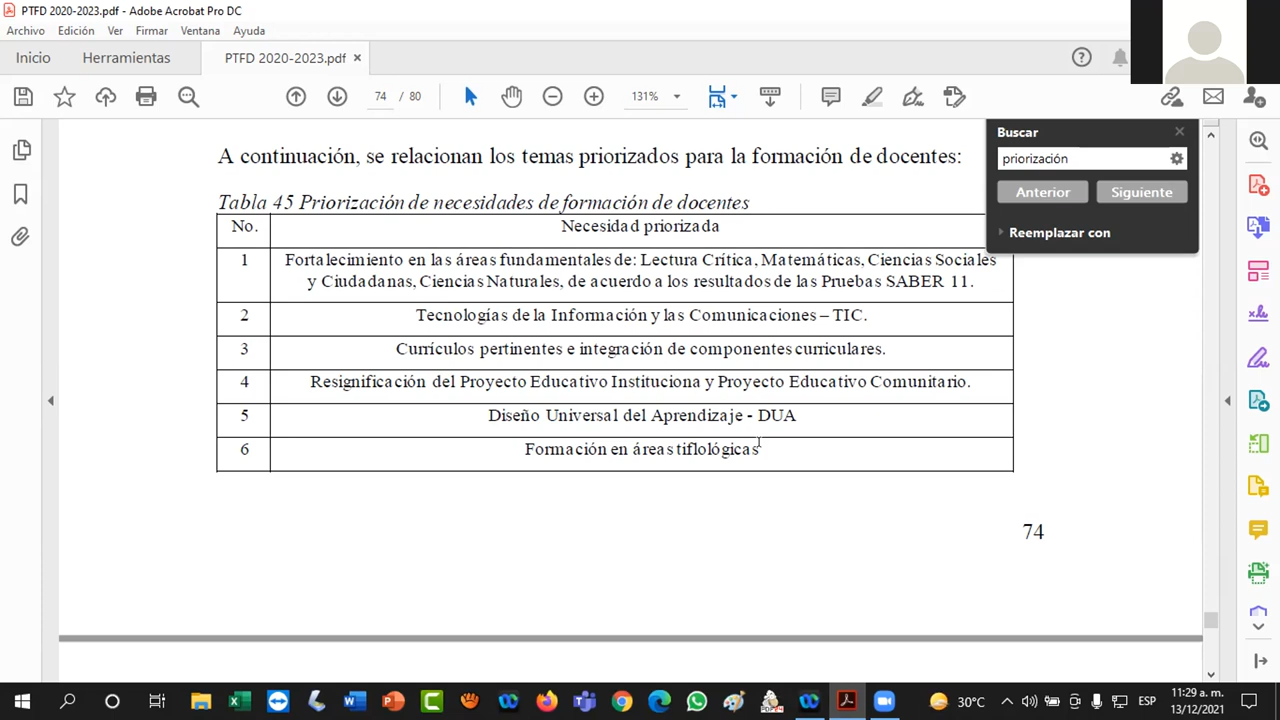 PTFD 2020-2023.pdf - Adobe Acrobat Pro DC
Archivo Edición Ver Firmar Ventana Ayuda
Inicio Herramientas PTFD 2020-2023.pdf ×
74 / 80 131%
Buscar
priorización
Anterior Siguiente
Reemplazar con
A continuación, se relacionan los temas priorizados para la formación de docentes:
Tabla 45 Priorización de necesidades de formación de docentes
No. Necesidad priorizada
1 Fortalecimiento en las áreas fundamentales de: Lectura Crítica, Matemáticas, Ciencias Sociales
y Ciudadanas, Ciencias Naturales, de acuerdo a los resultados de las Pruebas SABER 11.
2 Tecnologías de la Información y las Comunicaciones – TIC.
3 Currículos pertinentes e integración de componentes curriculares.
4 Resignificación del Proyecto Educativo Instituciona y Proyecto Educativo Comunitario.
5 Diseño Universal del Aprendizaje - DUA
6 Formación en áreas tiflológicas
74
30°C ESP 11:29 a. m.
13/12/2021